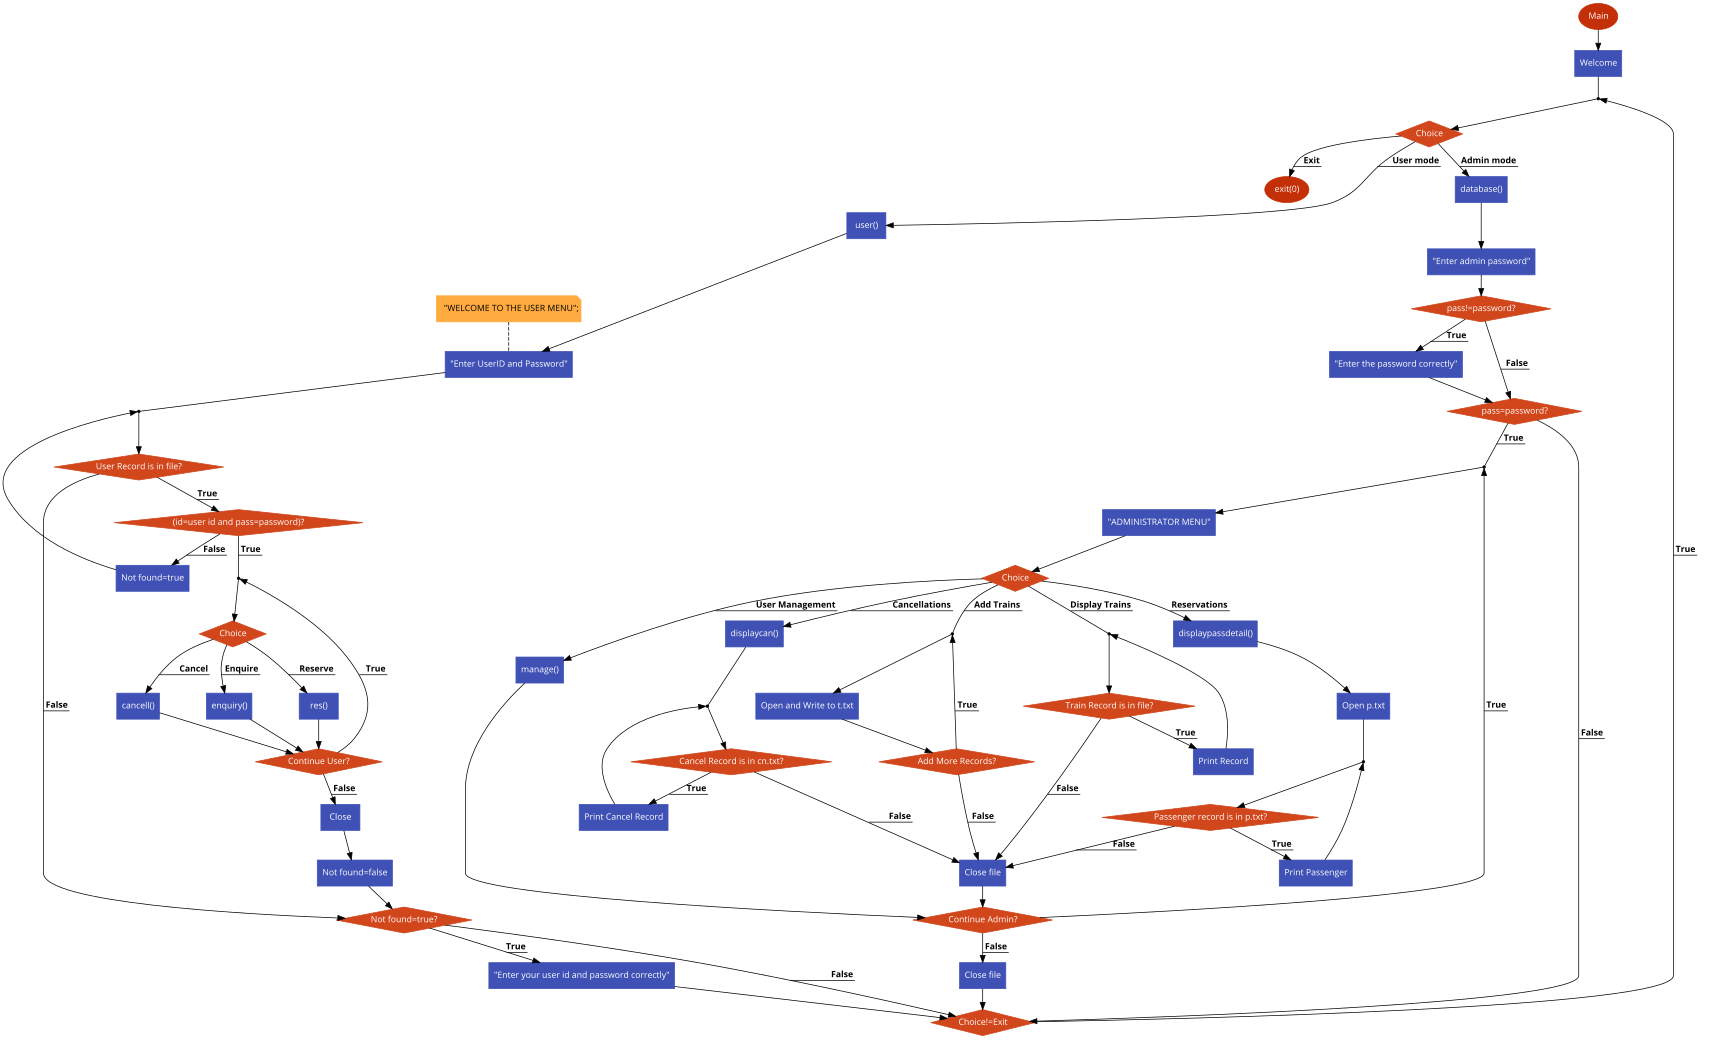 Main
Welcome
Choice
Exit
User mode
Admin mode
exit(0)
database()
user()
"Enter admin password"
"WELCOME TO THE USER MENU";
pass!=password?
True
"Enter UserID and Password"
"Enter the password correctly"
False
pass=password?
True
User Record is in file?
True
(id=user id and pass=password)?
"ADMINISTRATOR MENU"
False
True
True
Not found=true
Choice
User Management
Cancellations
Add Trains
Display Trains
Reservations
Choice
displaycan()
displaypassdetail()
Cancel
Enquire
Reserve
True
manage()
cancell()
enquiry()
res()
False
Open and Write to t.txt
True
Train Record is in file?
Open p.txt
True
False
True
Continue User?
Cancel Record is in cn.txt?
Add More Records?
Print Record
False
True
False
Close
Print Cancel Record
False
False
Passenger record is in p.txt?
False
True
Not found=false
Close file
Print Passenger
Not found=true?
Continue Admin?
True
False
"Enter your user id and password correctly"
False
Close file
Choice!=Exit